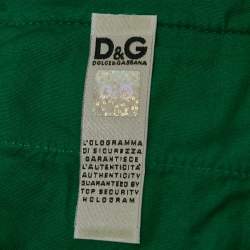 D&G
DOLCE&GABBANA
L'OLOGRAMMA
DI SICUREZZA
GARANTISCE
L'AUTENTICITÀ
AUTHENTICITY
GUARANTEED BY
TOP SECURITY
HOLOGRAM